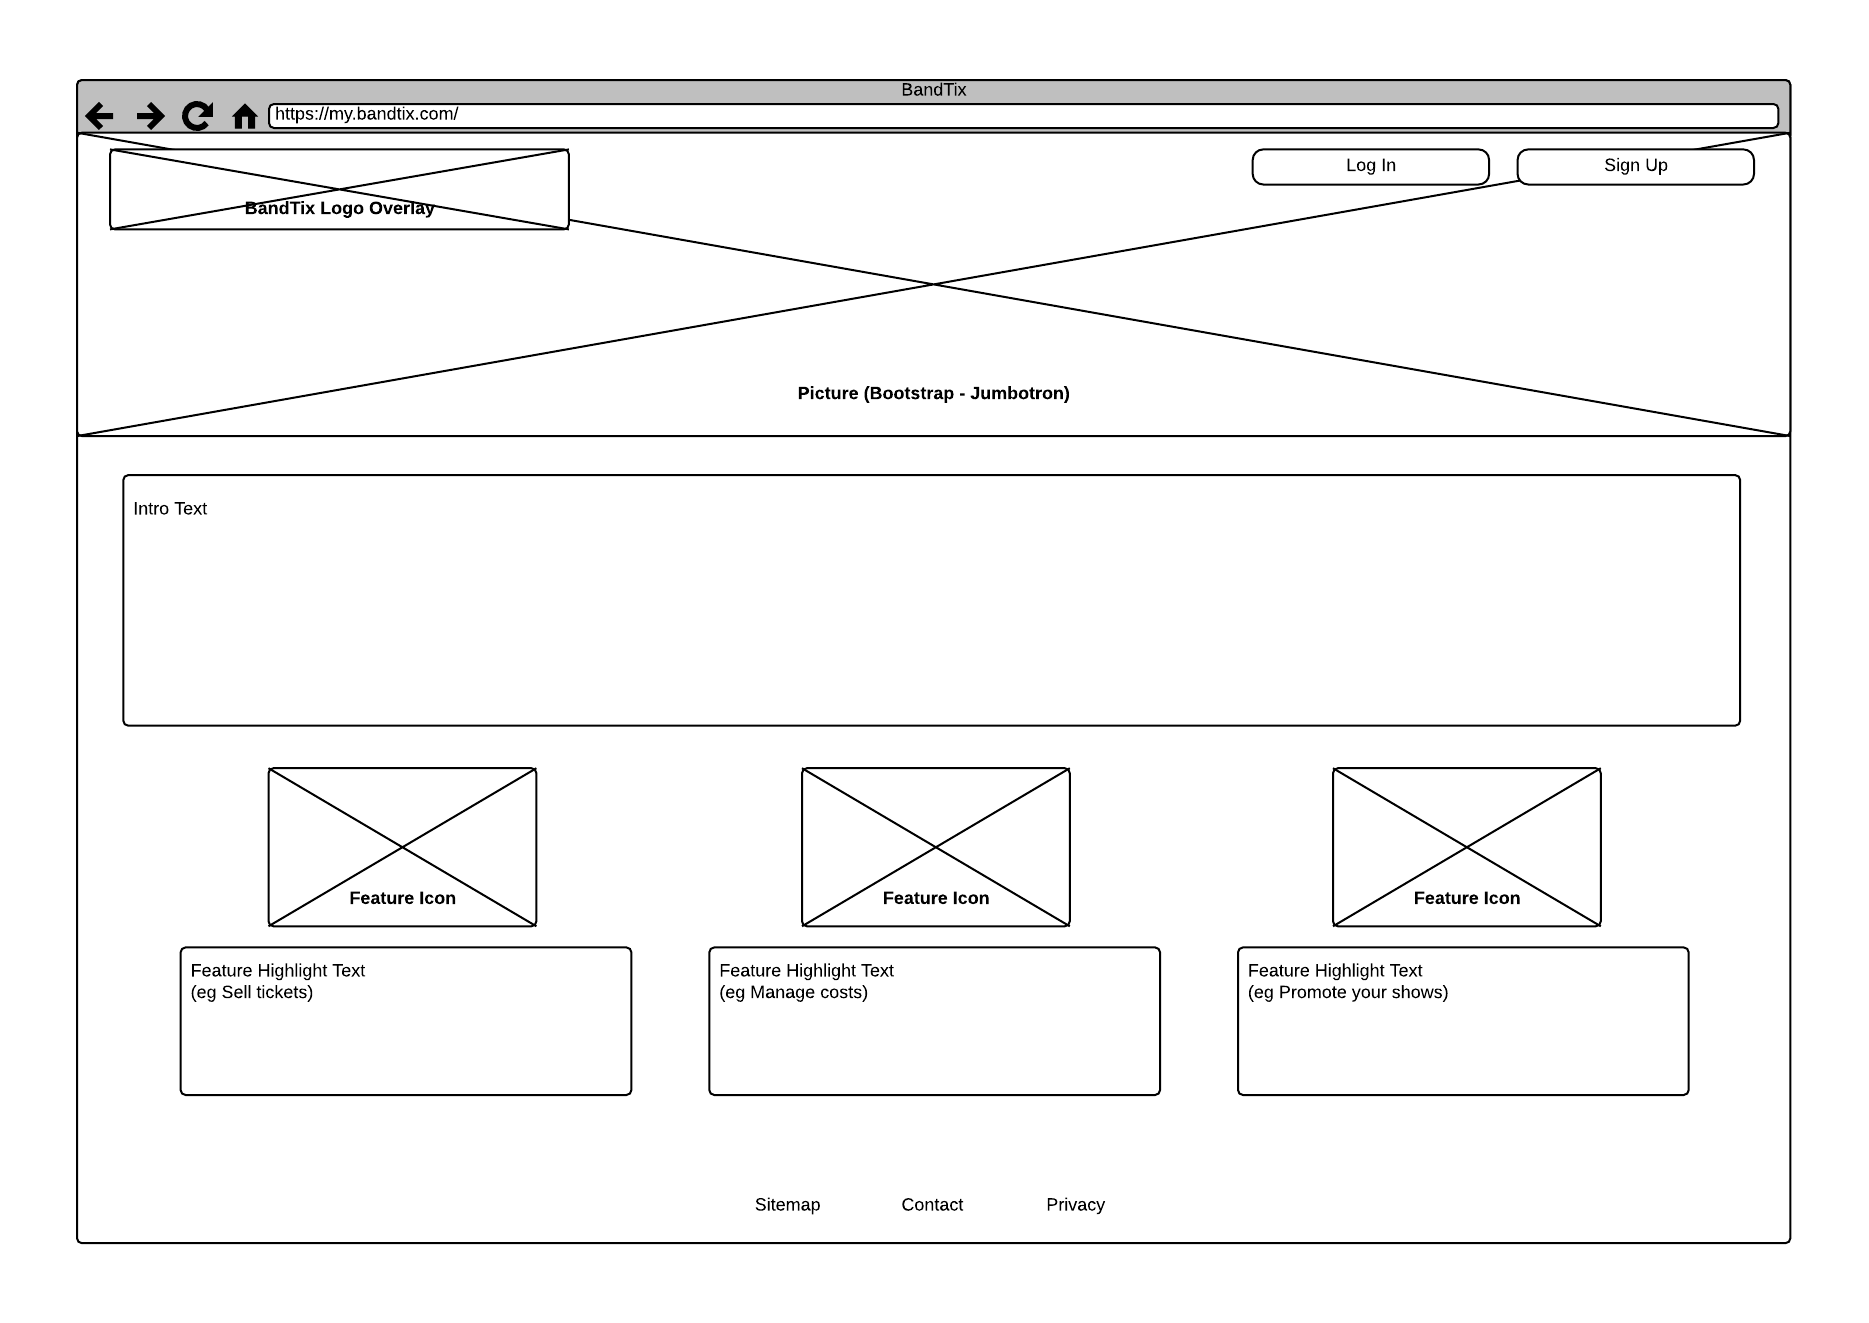 BandTix
https://my.bandtix.com/
Log In
Sign Up
BandTix Logo Overlay
Picture (Bootstrap - Jumbotron)
Intro Text
Feature Icon
Feature Icon
Feature Icon
Feature Highlight Text
(eg Sell tickets)
Feature Highlight Text
(eg Manage costs)
Feature Highlight Text
(eg Promote your shows)
Sitemap
Contact
Privacy